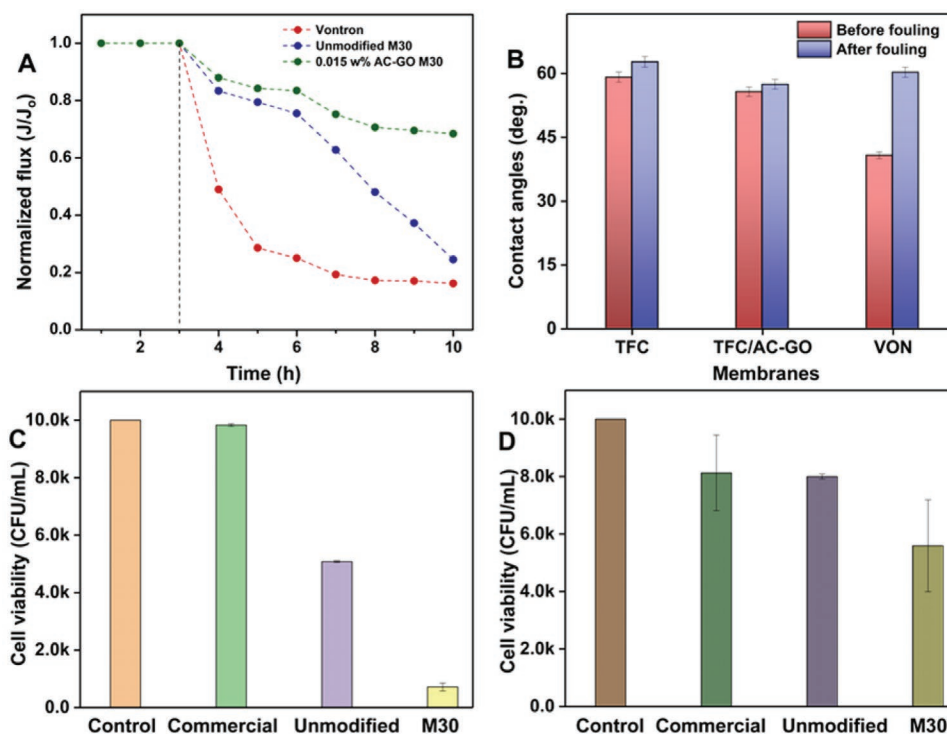 A
Vontron
Unmodified M30
0.015 w% AC-GO M30
Normalized flux (J/Jo)
1.0
0.8
0.6
0.4
0.2
0.0
2
4
6
8
10
Time (h)
B
Before fouling
After fouling
Contact angles (deg.)
60
45
30
15
0
TFC
TFC/AC-GO
VON
Membranes
C
Cell viability (CFU/mL)
10.0k
8.0k
6.0k
4.0k
2.0k
0.0
Control
Commercial
Unmodified
M30
D
Cell viability (CFU/mL)
10.0k
8.0k
6.0k
4.0k
2.0k
0.0
Control
Commercial
Unmodified
M30